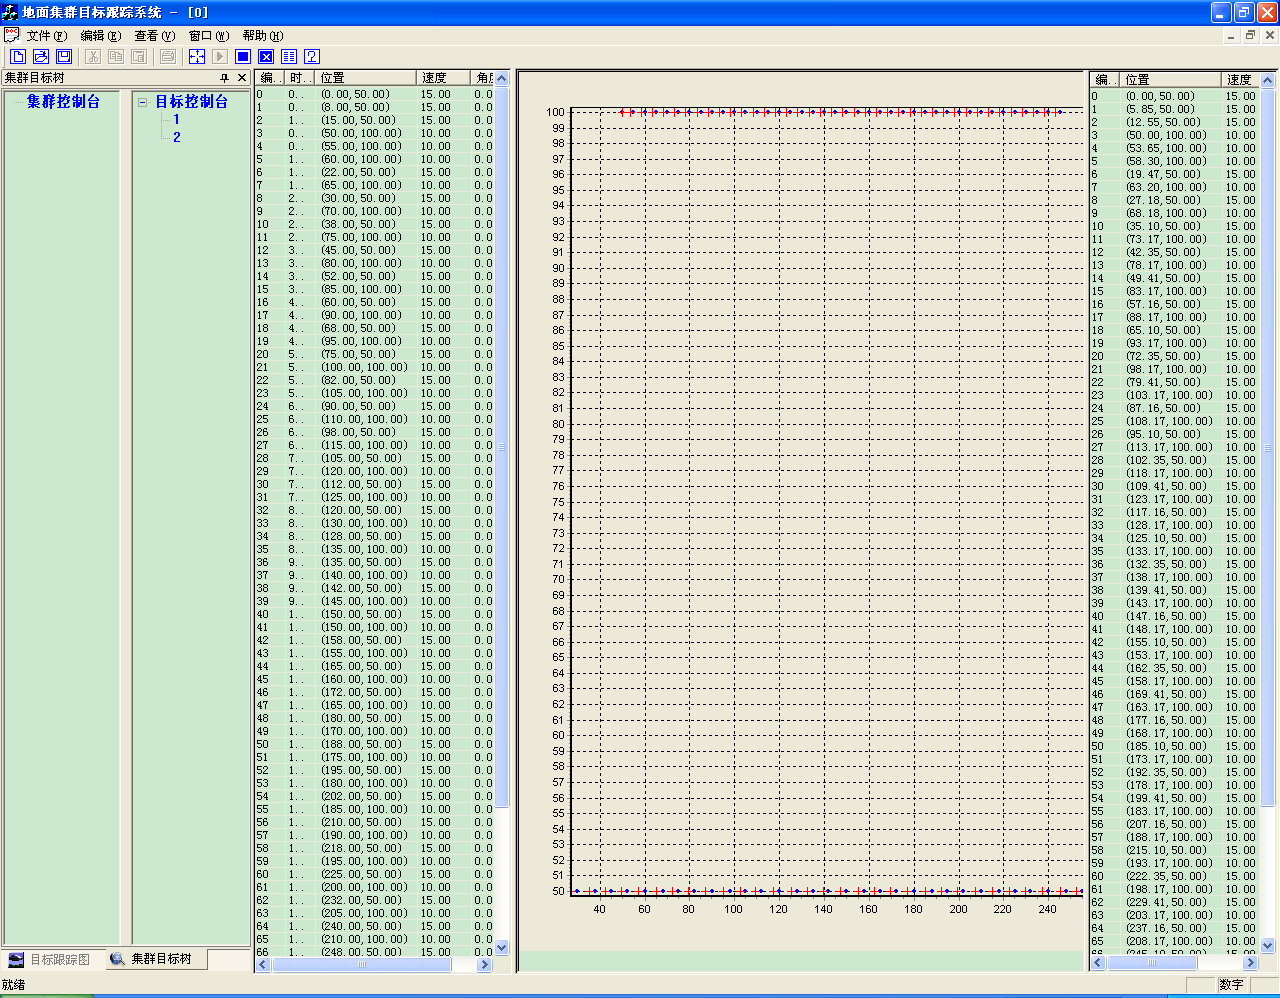 地面集群目标跟踪系统 - [0]
文件(F) 编辑(E) 查看(V) 窗口(W) 帮助(H)
集群目标树
集群控制台
目标控制台
1
2
目标跟踪图 集群目标树
编.. 时.. 位置 速度 角度
0 0.. (0.00,50.00) 15.00 0.0
1 0.. (8.00,50.00) 15.00 0.0
2 1.. (15.00,50.00) 15.00 0.0
3 0.. (50.00,100.00) 10.00 0.0
4 0.. (55.00,100.00) 10.00 0.0
5 1.. (60.00,100.00) 10.00 0.0
6 1.. (22.00,50.00) 15.00 0.0
7 1.. (65.00,100.00) 10.00 0.0
8 2.. (30.00,50.00) 15.00 0.0
9 2.. (70.00,100.00) 10.00 0.0
10 2.. (38.00,50.00) 15.00 0.0
11 2.. (75.00,100.00) 10.00 0.0
12 3.. (45.00,50.00) 15.00 0.0
13 3.. (80.00,100.00) 10.00 0.0
14 3.. (52.00,50.00) 15.00 0.0
15 3.. (85.00,100.00) 10.00 0.0
16 4.. (60.00,50.00) 15.00 0.0
17 4.. (90.00,100.00) 10.00 0.0
18 4.. (68.00,50.00) 15.00 0.0
19 4.. (95.00,100.00) 10.00 0.0
20 5.. (75.00,50.00) 15.00 0.0
21 5.. (100.00,100.00) 10.00 0.0
22 5.. (82.00,50.00) 15.00 0.0
23 5.. (105.00,100.00) 10.00 0.0
24 6.. (90.00,50.00) 15.00 0.0
25 6.. (110.00,100.00) 10.00 0.0
26 6.. (98.00,50.00) 15.00 0.0
27 6.. (115.00,100.00) 10.00 0.0
28 7.. (105.00,50.00) 15.00 0.0
29 7.. (120.00,100.00) 10.00 0.0
30 7.. (112.00,50.00) 15.00 0.0
31 7.. (125.00,100.00) 10.00 0.0
32 8.. (120.00,50.00) 15.00 0.0
33 8.. (130.00,100.00) 10.00 0.0
34 8.. (128.00,50.00) 15.00 0.0
35 8.. (135.00,100.00) 10.00 0.0
36 9.. (135.00,50.00) 15.00 0.0
37 9.. (140.00,100.00) 10.00 0.0
38 9.. (142.00,50.00) 15.00 0.0
39 9.. (145.00,100.00) 10.00 0.0
40 1.. (150.00,50.00) 15.00 0.0
41 1.. (150.00,100.00) 10.00 0.0
42 1.. (158.00,50.00) 15.00 0.0
43 1.. (155.00,100.00) 10.00 0.0
44 1.. (165.00,50.00) 15.00 0.0
45 1.. (160.00,100.00) 10.00 0.0
46 1.. (172.00,50.00) 15.00 0.0
47 1.. (165.00,100.00) 10.00 0.0
48 1.. (180.00,50.00) 15.00 0.0
49 1.. (170.00,100.00) 10.00 0.0
50 1.. (188.00,50.00) 15.00 0.0
51 1.. (175.00,100.00) 10.00 0.0
52 1.. (195.00,50.00) 15.00 0.0
53 1.. (180.00,100.00) 10.00 0.0
54 1.. (202.00,50.00) 15.00 0.0
55 1.. (185.00,100.00) 10.00 0.0
56 1.. (210.00,50.00) 15.00 0.0
57 1.. (190.00,100.00) 10.00 0.0
58 1.. (218.00,50.00) 15.00 0.0
59 1.. (195.00,100.00) 10.00 0.0
60 1.. (225.00,50.00) 15.00 0.0
61 1.. (200.00,100.00) 10.00 0.0
62 1.. (232.00,50.00) 15.00 0.0
63 1.. (205.00,100.00) 10.00 0.0
64 1.. (240.00,50.00) 15.00 0.0
65 1.. (210.00,100.00) 10.00 0.0
66 1.. (248.00,50.00) 15.00 0.0
100
99
98
97
96
95
94
93
92
91
90
89
88
87
86
85
84
83
82
81
80
79
78
77
76
75
74
73
72
71
70
69
68
67
66
65
64
63
62
61
60
59
58
57
56
55
54
53
52
51
50
40 60 80 100 120 140 160 180 200 220 240
编.. 位置 速度
0 (0.00,50.00) 15.00
1 (5.85,50.00) 15.00
2 (12.55,50.00) 15.00
3 (50.00,100.00) 10.00
4 (53.65,100.00) 10.00
5 (58.30,100.00) 10.00
6 (19.47,50.00) 15.00
7 (63.20,100.00) 10.00
8 (27.18,50.00) 15.00
9 (68.18,100.00) 10.00
10 (35.10,50.00) 15.00
11 (73.17,100.00) 10.00
12 (42.35,50.00) 15.00
13 (78.17,100.00) 10.00
14 (49.41,50.00) 15.00
15 (83.17,100.00) 10.00
16 (57.16,50.00) 15.00
17 (88.17,100.00) 10.00
18 (65.10,50.00) 15.00
19 (93.17,100.00) 10.00
20 (72.35,50.00) 15.00
21 (98.17,100.00) 10.00
22 (79.41,50.00) 15.00
23 (103.17,100.00) 10.00
24 (87.16,50.00) 15.00
25 (108.17,100.00) 10.00
26 (95.10,50.00) 15.00
27 (113.17,100.00) 10.00
28 (102.35,50.00) 15.00
29 (118.17,100.00) 10.00
30 (109.41,50.00) 15.00
31 (123.17,100.00) 10.00
32 (117.16,50.00) 15.00
33 (128.17,100.00) 10.00
34 (125.10,50.00) 15.00
35 (133.17,100.00) 10.00
36 (132.35,50.00) 15.00
37 (138.17,100.00) 10.00
38 (139.41,50.00) 15.00
39 (143.17,100.00) 10.00
40 (147.16,50.00) 15.00
41 (148.17,100.00) 10.00
42 (155.10,50.00) 15.00
43 (153.17,100.00) 10.00
44 (162.35,50.00) 15.00
45 (158.17,100.00) 10.00
46 (169.41,50.00) 15.00
47 (163.17,100.00) 10.00
48 (177.16,50.00) 15.00
49 (168.17,100.00) 10.00
50 (185.10,50.00) 15.00
51 (173.17,100.00) 10.00
52 (192.35,50.00) 15.00
53 (178.17,100.00) 10.00
54 (199.41,50.00) 15.00
55 (183.17,100.00) 10.00
56 (207.16,50.00) 15.00
57 (188.17,100.00) 10.00
58 (215.10,50.00) 15.00
59 (193.17,100.00) 10.00
60 (222.35,50.00) 15.00
61 (198.17,100.00) 10.00
62 (229.41,50.00) 15.00
63 (203.17,100.00) 10.00
64 (237.16,50.00) 15.00
65 (208.17,100.00) 10.00
就绪 数字